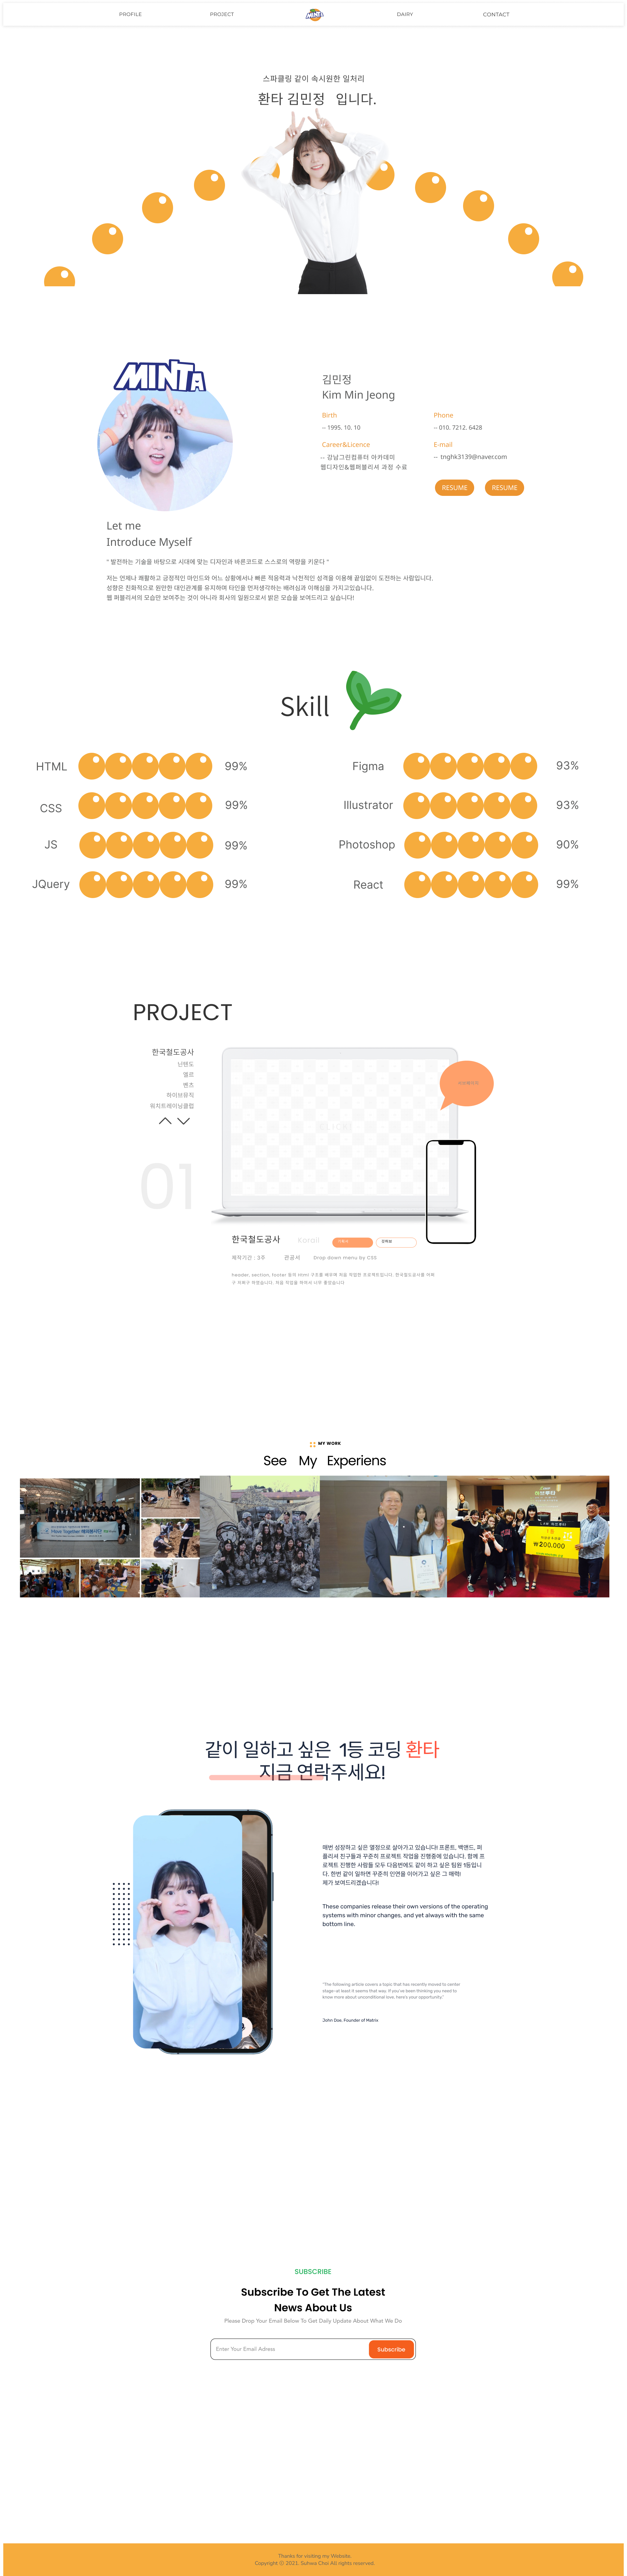 PROFILE
PROJECT
MINTA
DAIRY
CONTACT
스파클링 같이 속시원한 일처리
환타 김민정 입니다.
MINTA
김민정
Kim Min Jeong
Birth
Phone
— 1995. 10. 10
— 010. 7212. 6428
Career&Licence
E-mail
— 강남그린컴퓨터 아카데미
— tnghk3139@naver.com
웹디자인&웹퍼블리셔 과정 수료
RESUME
RESUME
Let me
Introduce Myself
" 발전하는 기술을 바탕으로 시대에 맞는 디자인과 바른코드로 스스로의 역량을 키운다 "
저는 언제나 쾌활하고 긍정적인 마인드와 어느 상황에서나 빠른 적응력과 낙천적인 성격을 이용해 끝임없이 도전하는 사람입니다.
성향은 친화적으로 원만한 대인관계를 유지하며 타인을 먼저생각하는 배려심과 이해심을 가지고있습니다.
웹 퍼블리셔의 모습만 보여주는 것이 아니라 회사의 일원으로서 밝은 모습을 보여드리고 싶습니다!
Skill
HTML
99%
Figma
93%
CSS
99%
Illustrator
93%
JS
99%
Photoshop
90%
JQuery
99%
React
99%
PROJECT
한국철도공사
닌텐도
멜르
벤츠
하이브뮤직
워치트레이닝클럽
01
한국철도공사
Korail
제작기간 : 3주
관공서
Drop down menu by CSS
header, section, footer 등의 Html 구조를 배우며 처음 작업한 프로젝트입니다. 한국철도공사를 어쩌
구 저쩌구 하였습니다. 처음 작업을 하여서 너무 좋았습니다
MY WORK
See My Experiens
₩200,000
같이 일하고 싶은 1등 코딩 환타
지금 연락주세요!
매번 성장하고 싶은 열정으로 살아가고 있습니다! 프론트, 백앤드, 퍼
플리셔 친구들과 꾸준히 프로젝트 작업을 진행중에 있습니다. 함께 프
로젝트 진행한 사람들 모두 다음번에도 같이 하고 싶은 팀원 1등입니
다. 한번 같이 일하면 꾸준히 인연을 이어가고 싶은 그 매력!
제가 보여드리겠습니다!
These companies release their own versions of the operating
systems with minor changes, and yet always with the same
bottom line.
"The following article covers a topic that has recently moved to center
stage–at least it seems that way. If you've been thinking you need to
know more about unconditional love, here's your opportunity."
John Doe, Founder of Matrix
SUBSCRIBE
Subscribe To Get The Latest
News About Us
Please Drop Your Email Below To Get Daily Update About What We Do
Enter Your Email Adress
Subscribe
Thanks for visiting my Website.
Copyright © 2023. Suhwa Choi All rights reserved.